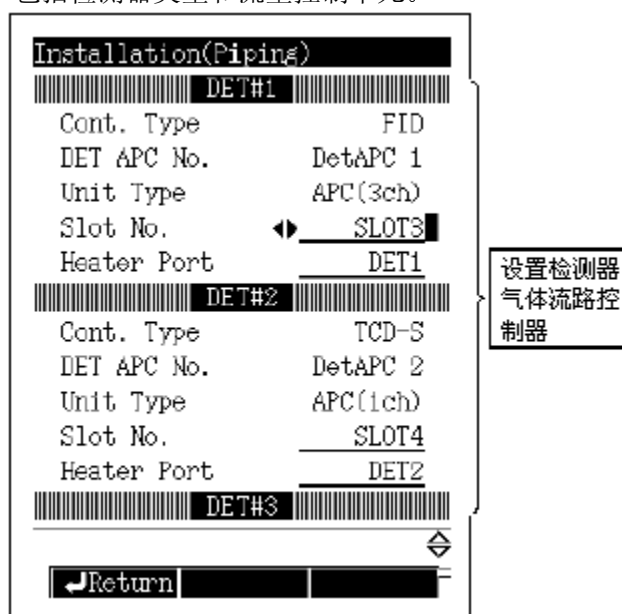 Installation(Piping)
DET#1
Cont. Type FID
DET APC No. DetAPC 1
Unit Type APC(3ch)
Slot No. SLOT3
Heater Port DET1
DET#2
Cont. Type TCD-S
DET APC No. DetAPC 2
Unit Type APC(1ch)
Slot No. SLOT4
Heater Port DET2
DET#3
Return
设置检测器
气体流路控
制器